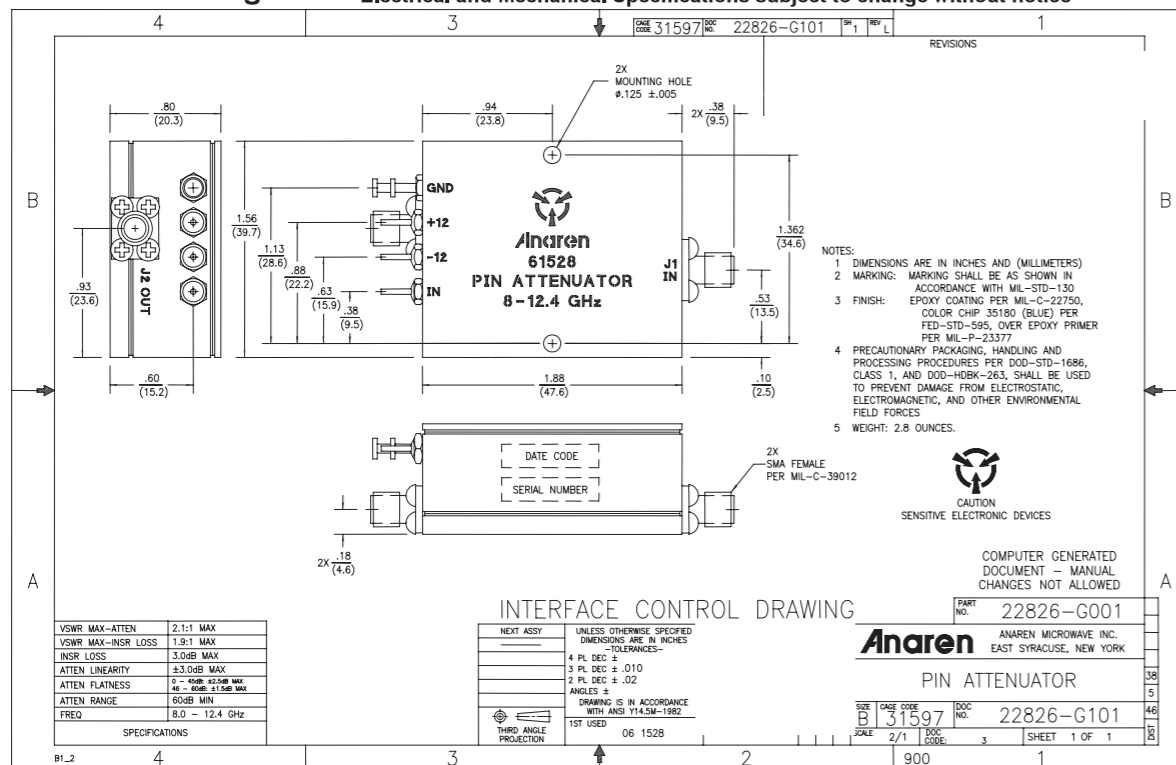 Electrical and Mechanical Specifications subject to change without notice
4
3
CAGE CODE 31597
DOC NO. 22826-G101
SH 1
REV L
1
REVISIONS
2X
MOUNTING HOLE
ø.125 ±.005
.80
(20.3)
.94
(23.8)
2X .38
(9.5)
B
B
GND
+12
-12
IN
Anaren
61528
PIN ATTENUATOR
8-12.4 GHz
J1
IN
J2 OUT
1.56
(39.7)
1.13
(28.6)
.88
(22.2)
.63
(15.9)
.38
(9.5)
.93
(23.6)
.60
(15.2)
1.362
(34.6)
.53
(13.5)
1.88
(47.6)
.10
(2.5)
NOTES:
1 DIMENSIONS ARE IN INCHES AND (MILLIMETERS)
2 MARKING: MARKING SHALL BE AS SHOWN IN
ACCORDANCE WITH MIL-STD-130
3 FINISH: EPOXY COATING PER MIL-C-22750,
COLOR CHIP 35180 (BLUE) PER
FED-STD-595, OVER EPOXY PRIMER
PER MIL-P-23377
4 PRECAUTIONARY PACKAGING, HANDLING AND
PROCESSING PROCEDURES PER DOD-STD-1686,
CLASS 1, AND DOD-HDBK-263, SHALL BE USED
TO PREVENT DAMAGE FROM ELECTROSTATIC,
ELECTROMAGNETIC, AND OTHER ENVIRONMENTAL
FIELD FORCES
5 WEIGHT: 2.8 OUNCES.
DATE CODE
SERIAL NUMBER
2X
SMA FEMALE
PER MIL-C-39012
2X .18
(4.6)
CAUTION
SENSITIVE ELECTRONIC DEVICES
COMPUTER GENERATED
DOCUMENT - MANUAL
CHANGES NOT ALLOWED
A
A
INTERFACE CONTROL DRAWING
VSWR MAX-ATTEN 2.1:1 MAX
VSWR MAX-INSR LOSS 1.9:1 MAX
INSR LOSS 3.0dB MAX
ATTEN LINEARITY ±3.0dB MAX
ATTEN FLATNESS 0 - 45dB: ±2.5dB MAX
46 - 60dB: ±1.5dB MAX
ATTEN RANGE 60dB MIN
FREQ 8.0 - 12.4 GHz
SPECIFICATIONS
NEXT ASSY
THIRD ANGLE
PROJECTION
UNLESS OTHERWISE SPECIFIED
DIMENSIONS ARE IN INCHES
-TOLERANCES-
4 PL DEC ±
3 PL DEC ± .010
2 PL DEC ± .02
ANGLES ±
DRAWING IS IN ACCORDANCE
WITH ANSI Y14.5M-1982
1ST USED
06 1528
PART NO. 22826-G001
Anaren
ANAREN MICROWAVE INC.
EAST SYRACUSE, NEW YORK
PIN ATTENUATOR
SIZE B
CAGE CODE 31597
DOC NO. 22826-G101
SCALE 2/1
DOC CODE: 3
SHEET 1 OF 1
38
5
46
DIST
B1_2
4
3
2
900
1